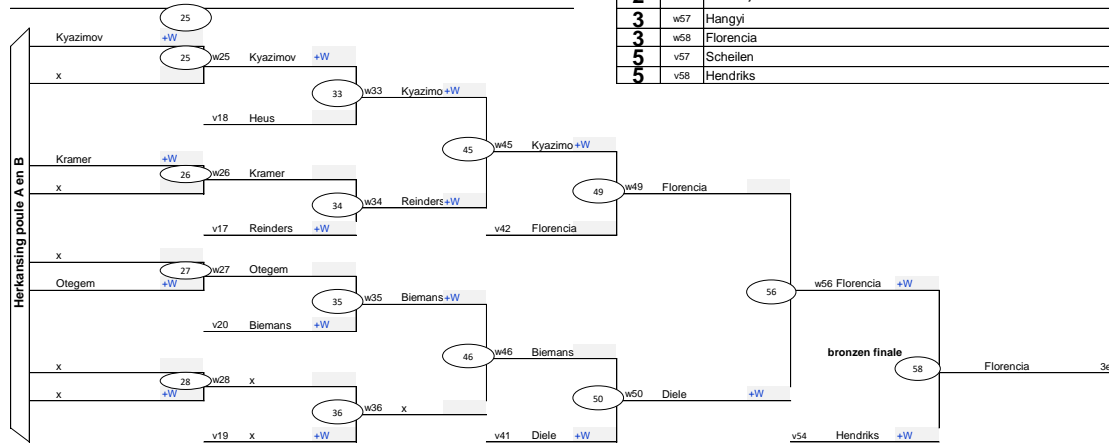 3 w57 Hangyi
3 w58 Florencia
5 v57 Scheilen
5 v58 Hendriks
25
Kyazimov +W
25 w25 Kyazimov +W
x
33 w33 Kyazimo +W
v18 Heus
45 w45 Kyazimo +W
Kramer +W
26 w26 Kramer
x
49 w49 Florencia
34 w34 Reinders +W
v17 Reinders +W
v42 Florencia
Herkansing poule A en B
x
27 w27 Otegem
Otegem +W
56 w56 Florencia +W
35 w35 Biemans +W
v20 Biemans +W
46 w46 Biemans
bronzen finale
x
58 Florencia 3e
28 w28 x
x +W
50 w50 Diele +W
36 w36 x
v19 x +W
v41 Diele +W
v54 Hendriks +W